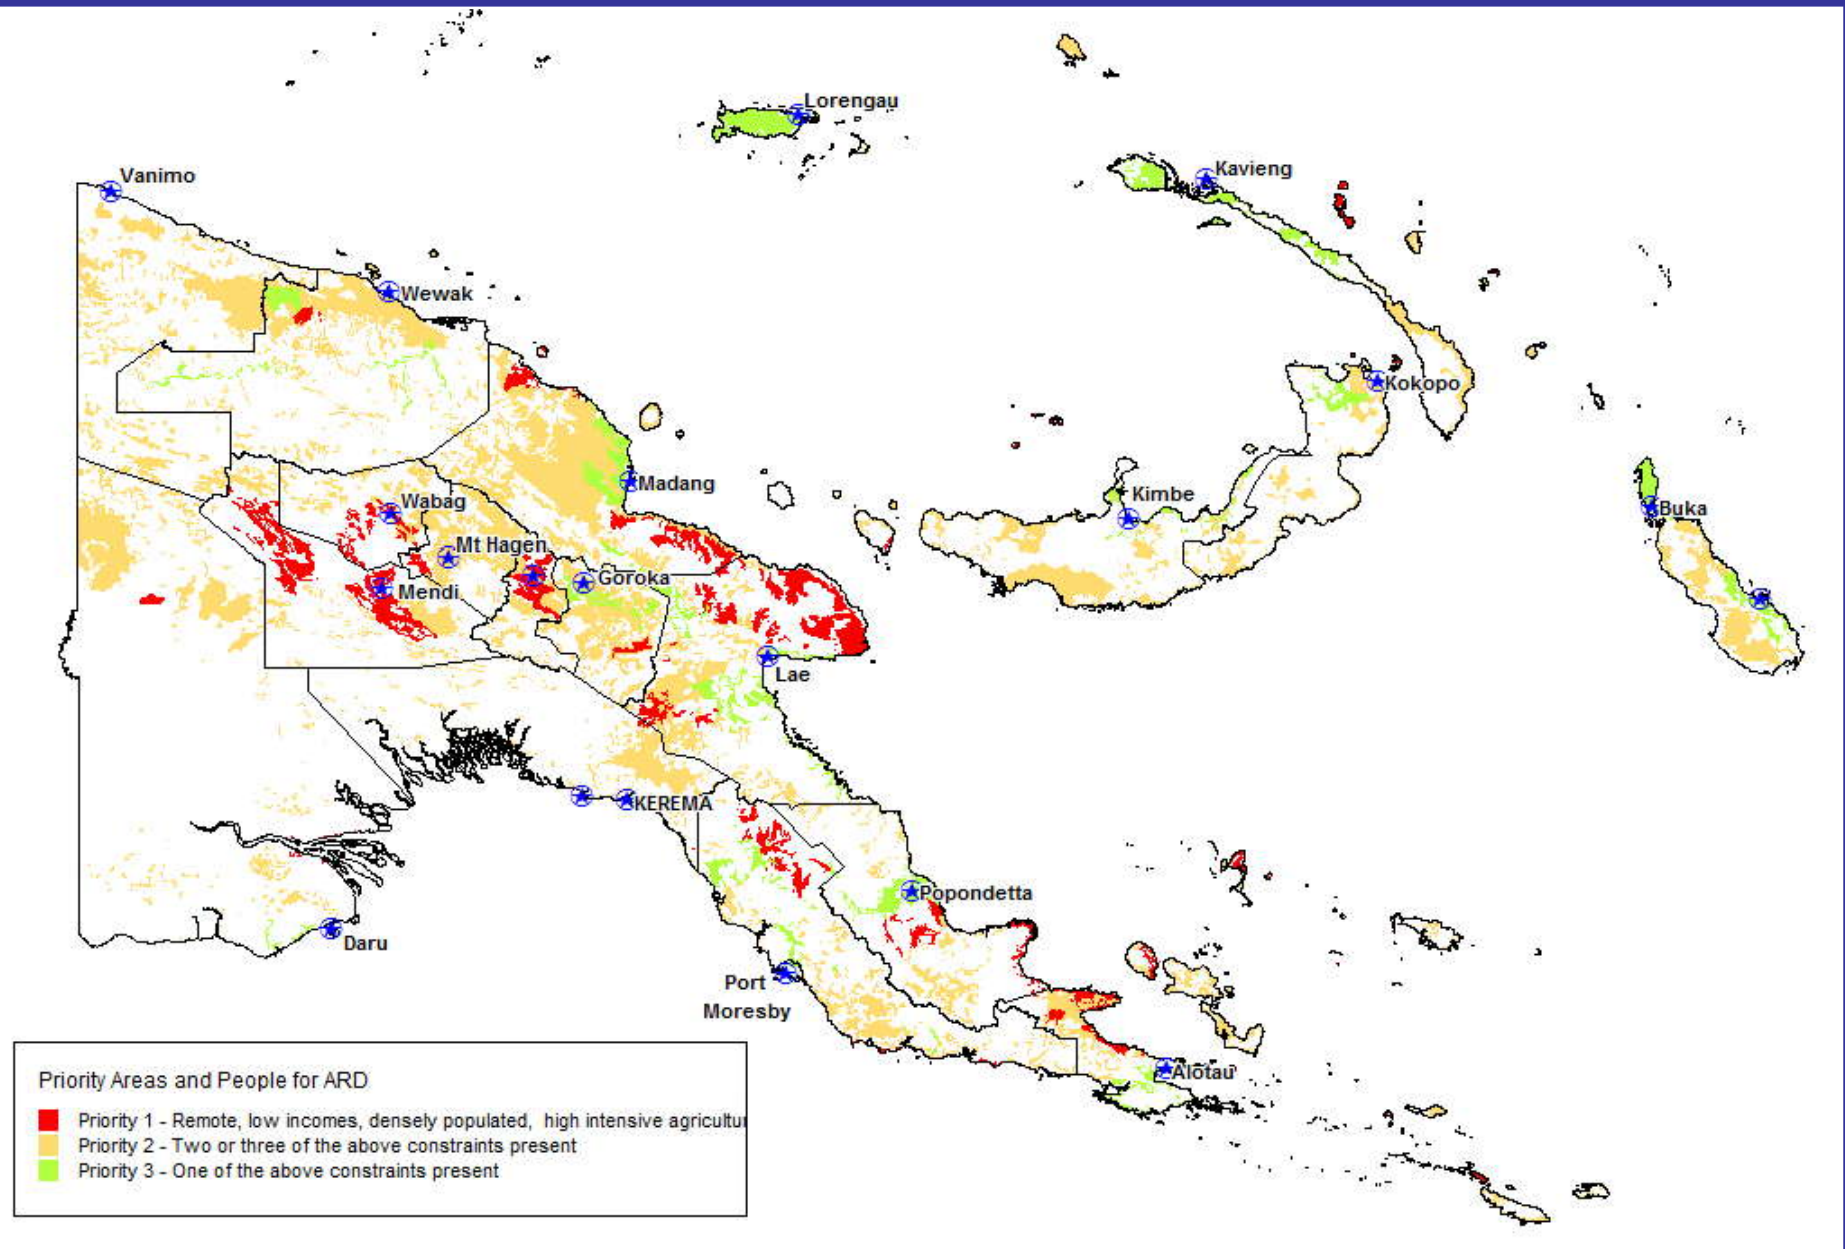 Lorengau
Kavieng
Vanimo
Wewak
Kokopo
Madang
Wabag
Kimbe
Buka
Mt Hagen
Goroka
Mendi
Lae
KEREMA
Popondetta
Daru
Port
Moresby
Alotau
Priority Areas and People for ARD
Priority 1 - Remote, low incomes, densely populated, high intensive agricultu
Priority 2 - Two or three of the above constraints present
Priority 3 - One of the above constraints present